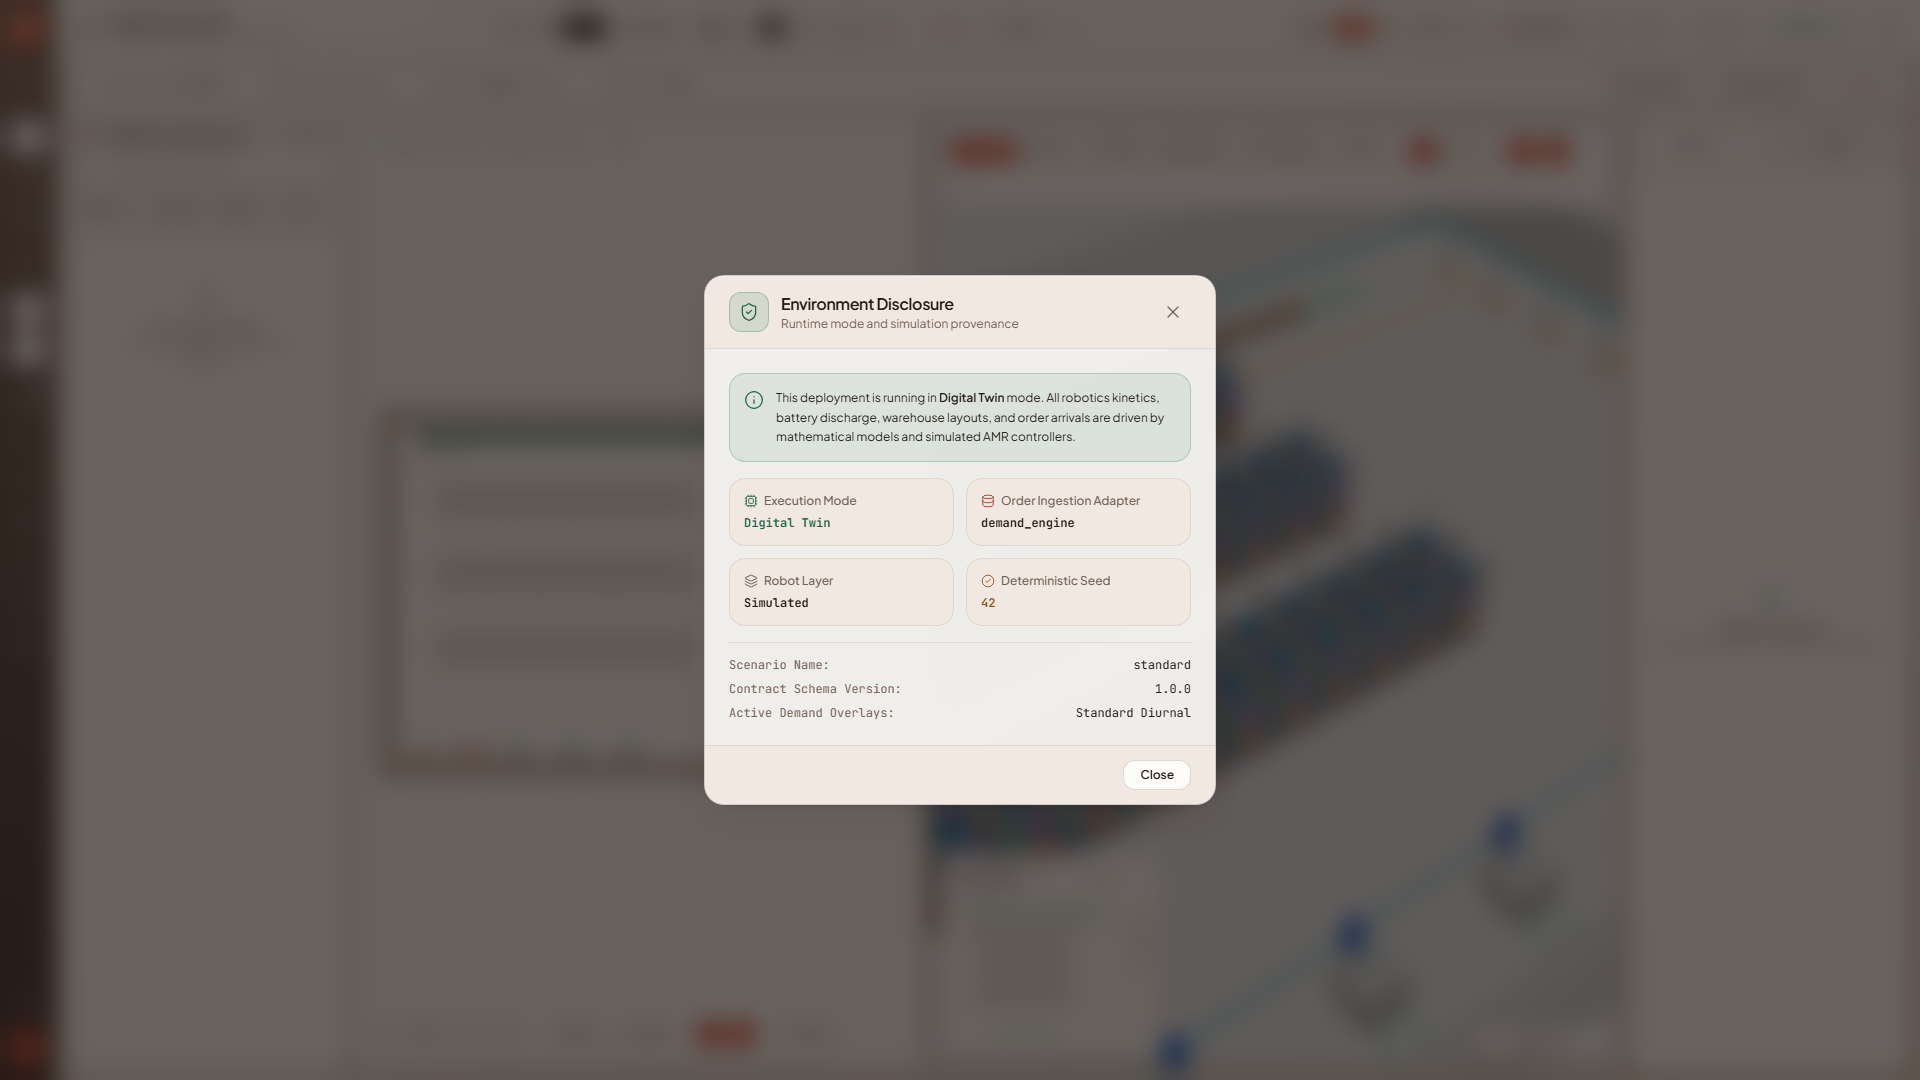 Environment Disclosure
Runtime mode and simulation provenance
This deployment is running in Digital Twin mode. All robotics kinetics,
battery discharge, warehouse layouts, and order arrivals are driven by
mathematical models and simulated AMR controllers.
Execution Mode
Digital Twin
Order Ingestion Adapter
demand_engine
Robot Layer
Simulated
Deterministic Seed
42
Scenario Name: standard
Contract Schema Version: 1.0.0
Active Demand Overlays: Standard Diurnal
Close